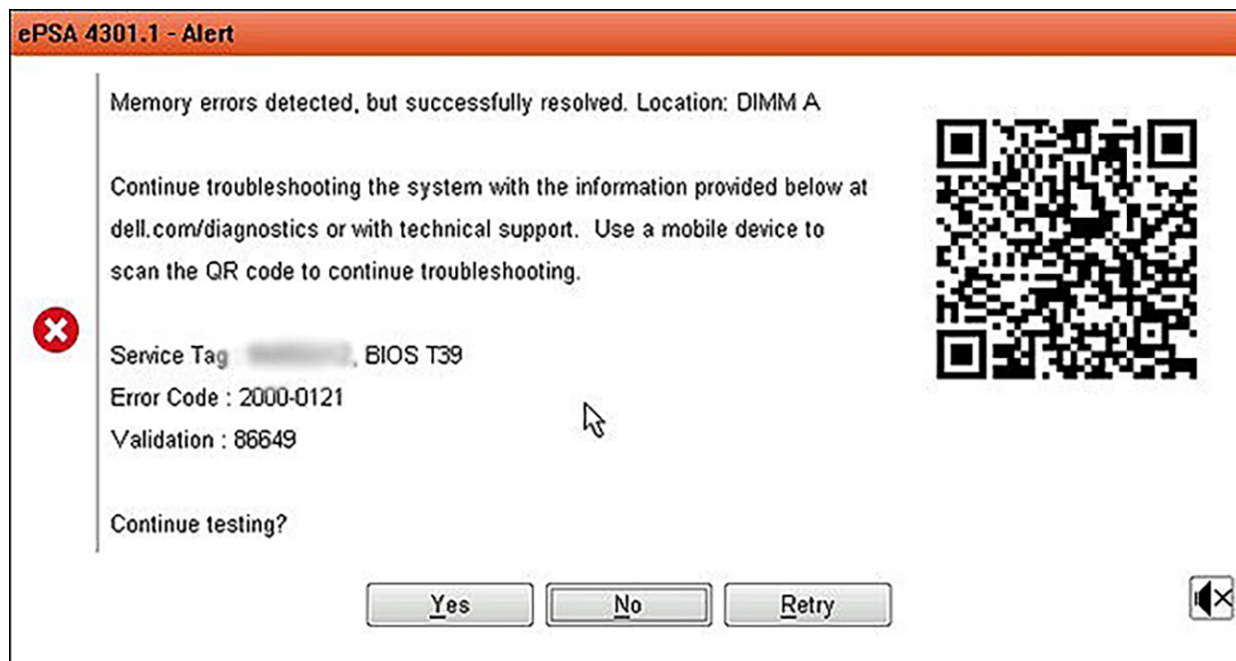 ePSA 4301.1 - Alert
Memory errors detected, but successfully resolved. Location: DIMM A
Continue troubleshooting the system with the information provided below at
dell.com/diagnostics or with technical support.  Use a mobile device to
scan the QR code to continue troubleshooting.
Service Tag , BIOS T39
Error Code : 2000-0121
Validation : 86649
Continue testing?
Yes
No
Retry